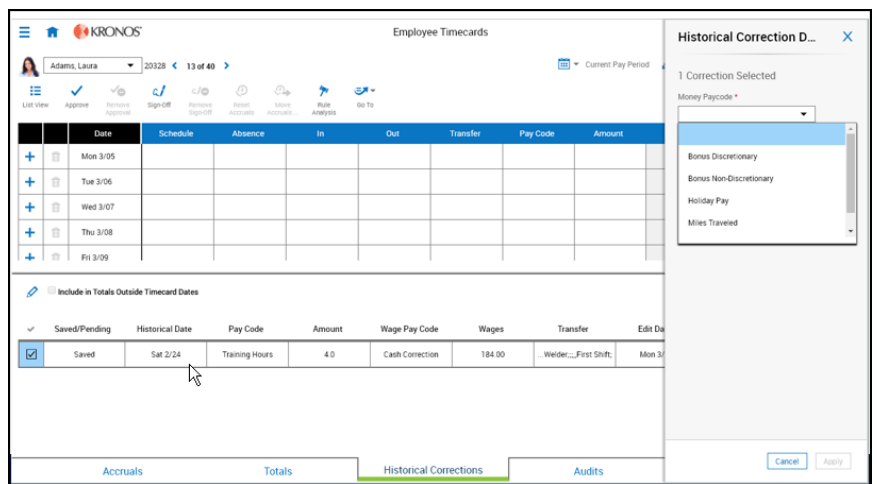 KRONOS
Employee Timecards
Historical Correction D...
X
Adams, Laura
20328
13 of 40
Current Pay Period
1 Correction Selected
Money Paycode *
List View
Approve
Remove Approval
Sign-Off
Remove Sign-Off
Reset Accruals
Move Accruals...
Rule Analysis
Go To
Date Schedule Absence In Out Transfer Pay Code Amount
Mon 3/05
Tue 3/06
Wed 3/07
Thu 3/08
Fri 3/09
Bonus Discretionary
Bonus Non-Discretionary
Holiday Pay
Miles Traveled
Include in Totals Outside Timecard Dates
Saved/Pending Historical Date Pay Code Amount Wage Pay Code Wages Transfer Edit Da
Saved Sat 2/24 Training Hours 4.0 Cash Correction 184.00 ...Welder;;;,First Shift; Mon 3/
Cancel Apply
Accruals Totals Historical Corrections Audits